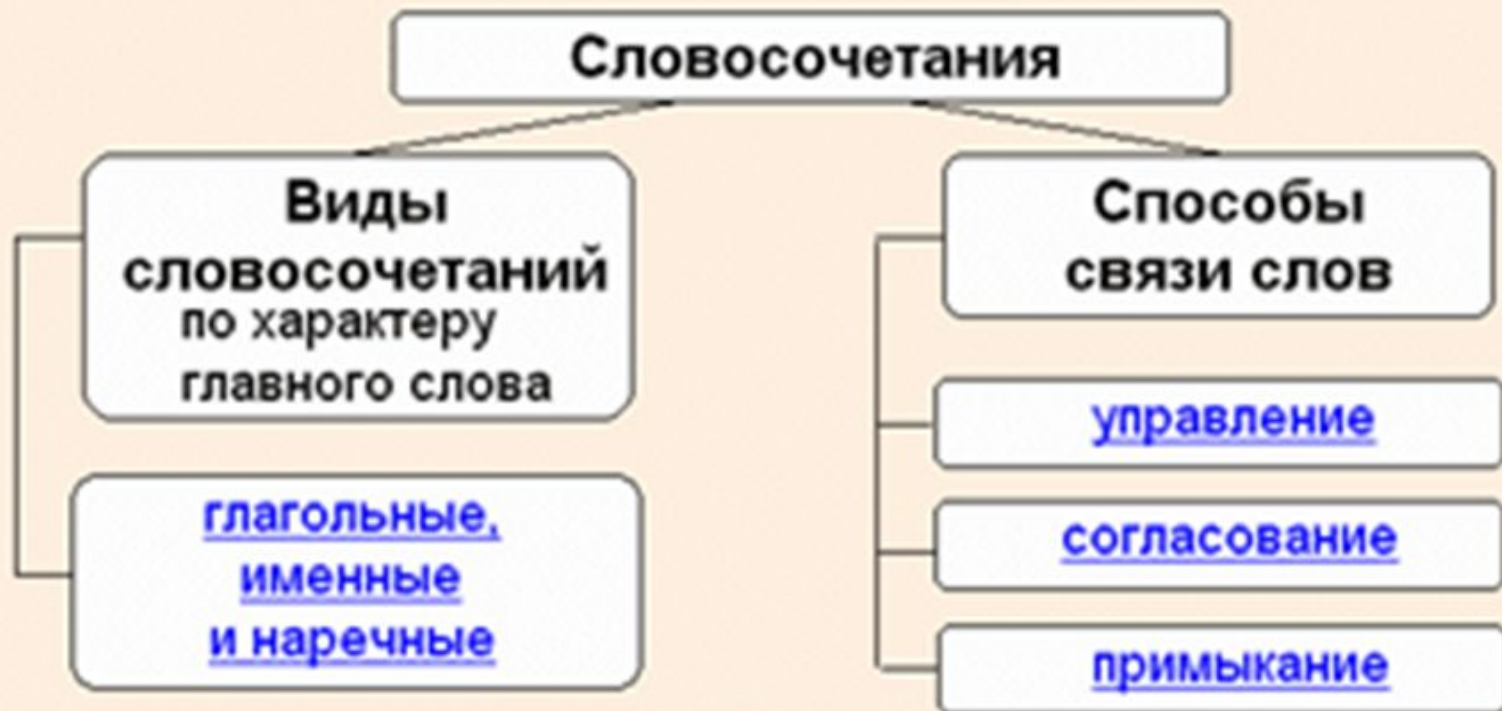 Словосочетания
Виды
словосочетаний
по характеру
главного слова
глагольные,
именные
и наречные
Способы
связи слов
управление
согласование
примыкание